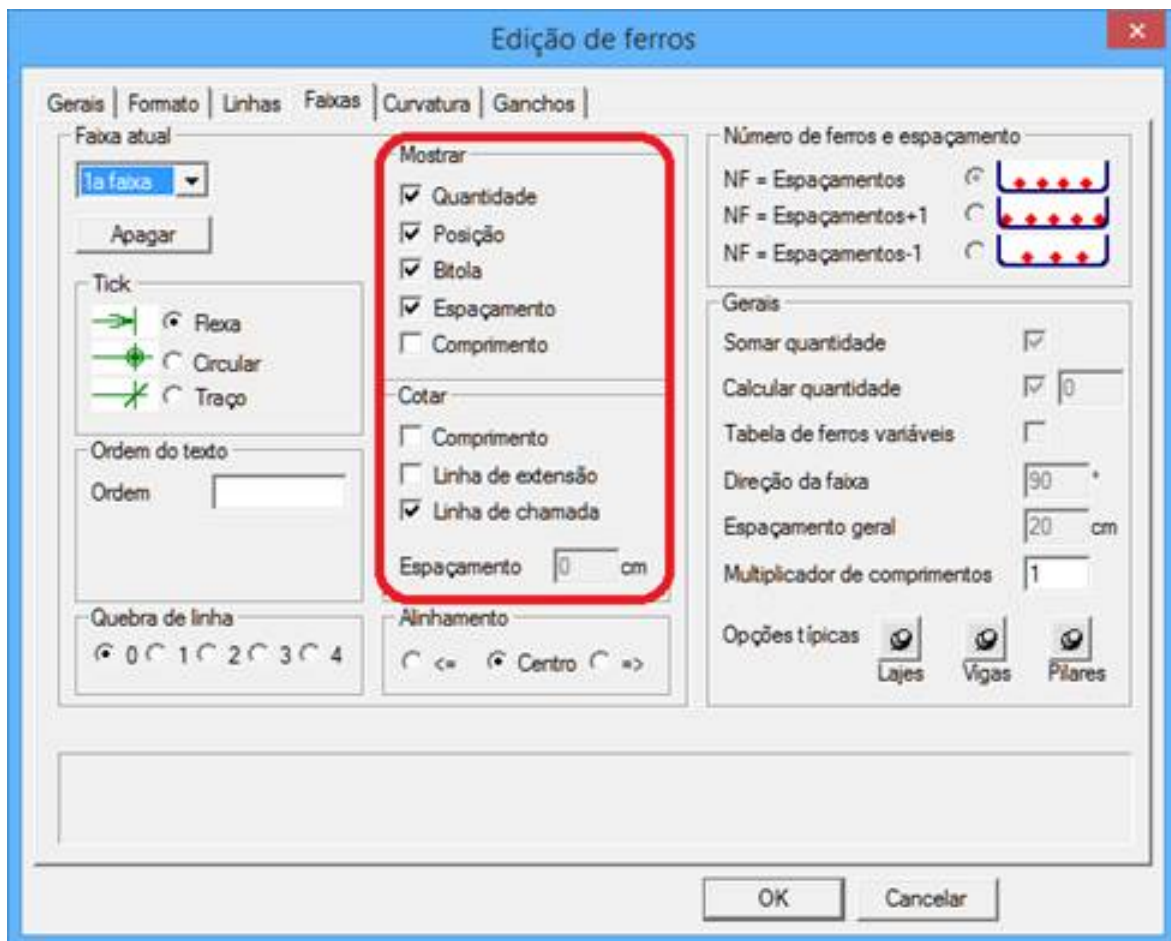 Edição de ferros
Gerais
Formato
Linhas
Faixas
Curvatura
Ganchos
Faixa atual
1a faixa
Apagar
Tick
Flexa
Circular
Traço
Ordem do texto
Ordem
Quebra de linha
0 1 2 3 4
Mostrar
Quantidade
Posição
Bitola
Espaçamento
Comprimento
Cotar
Comprimento
Linha de extensão
Linha de chamada
Espaçamento 0 cm
Alinhamento
<= Centro =>
Número de ferros e espaçamento
NF = Espaçamentos
NF = Espaçamentos+1
NF = Espaçamentos-1
Gerais
Somar quantidade
Calcular quantidade 0
Tabela de ferros variáveis
Direção da faixa 90 °
Espaçamento geral 20 cm
Multiplicador de comprimentos 1
Opções típicas
Lajes Vigas Pilares
OK
Cancelar